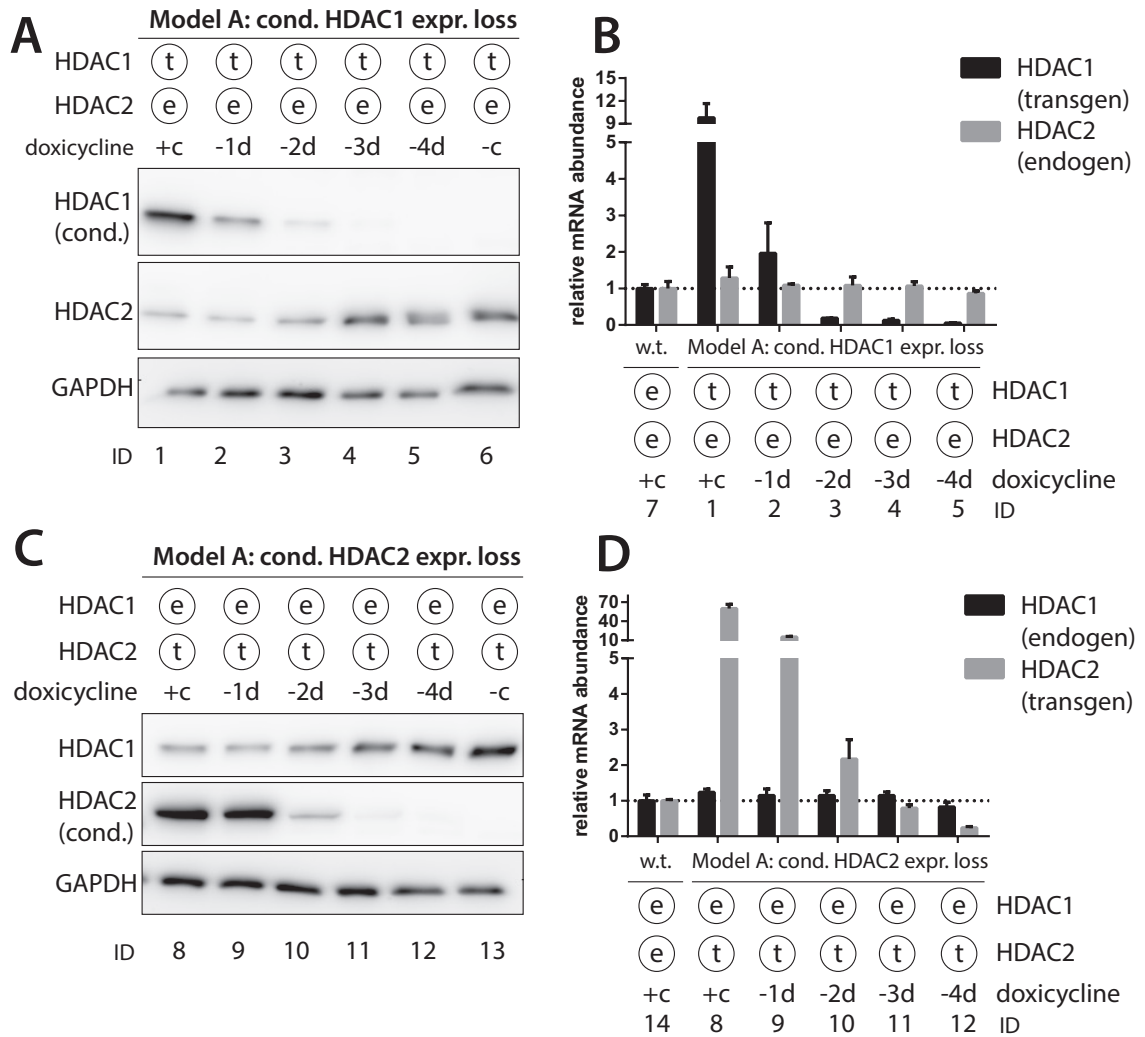 A
Model A: cond. HDAC1 expr. loss
HDAC1 t t t t t t
HDAC2 e e e e e e
doxicycline +c -1d -2d -3d -4d -c
HDAC1
(cond.)
HDAC2
GAPDH
ID 1 2 3 4 5 6
B
HDAC1
(transgen)
HDAC2
(endogen)
relative mRNA abundance
15
12
9
5
4
3
2
1
0
w.t. Model A: cond. HDAC1 expr. loss
e t t t t t HDAC1
e e e e e e HDAC2
+c +c -1d -2d -3d -4d doxicycline
7 1 2 3 4 5 ID
C
Model A: cond. HDAC2 expr. loss
HDAC1 e e e e e e
HDAC2 t t t t t t
doxicycline +c -1d -2d -3d -4d -c
HDAC1
HDAC2
(cond.)
GAPDH
ID 8 9 10 11 12 13
D
HDAC1
(endogen)
HDAC2
(transgen)
relative mRNA abundance
70
40
10
5
4
3
2
1
0
w.t. Model A: cond. HDAC2 expr. loss
e e e e e e HDAC1
e t t t t t HDAC2
+c +c -1d -2d -3d -4d doxicycline
14 8 9 10 11 12 ID